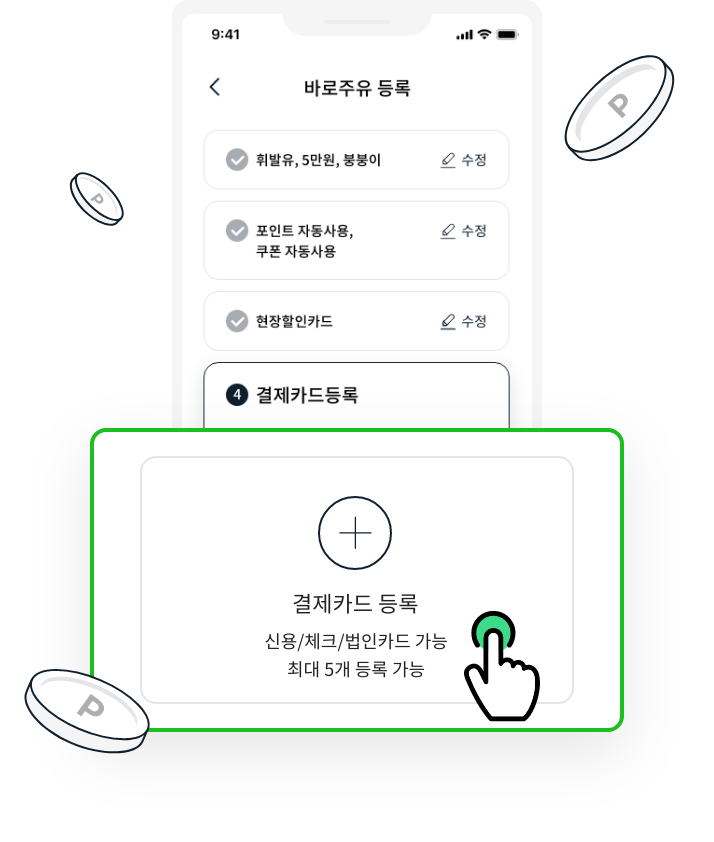 9:41
바로주유 등록
휘발유, 5만원, 붕붕이
수정
포인트 자동사용,
쿠폰 자동사용
수정
현장할인카드
수정
4 결제카드등록
결제카드 등록
신용/체크/법인카드 가능
최대 5개 등록 가능
P
P
P